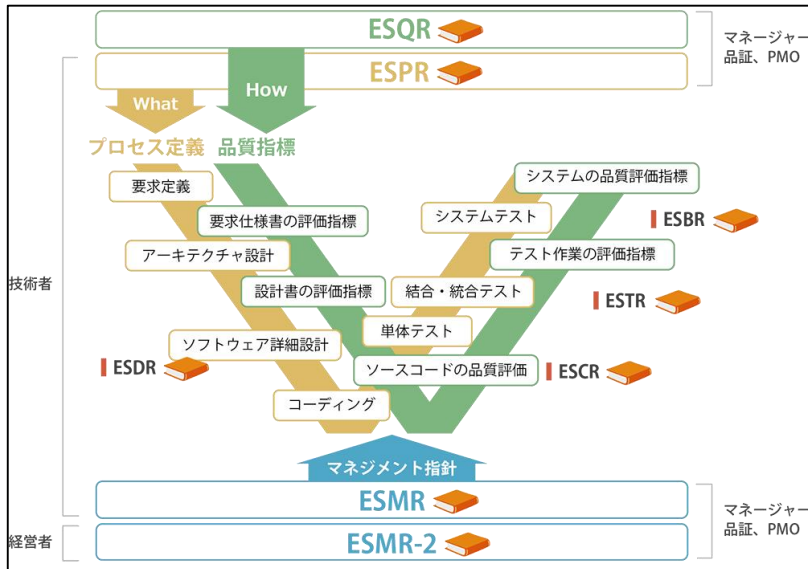 ESQR
マネージャー
品証、PMO
ESPR
What
How
プロセス定義
品質指標
要求定義
システムの品質評価指標
要求仕様書の評価指標
システムテスト
ESBR
アーキテクチャ設計
テスト作業の評価指標
技術者
設計書の評価指標
結合・統合テスト
ESTR
単体テスト
ソフトウェア詳細設計
ESDR
ソースコードの品質評価
ESCR
コーディング
マネジメント指針
ESMR
マネージャー
品証、PMO
経営者
ESMR-2